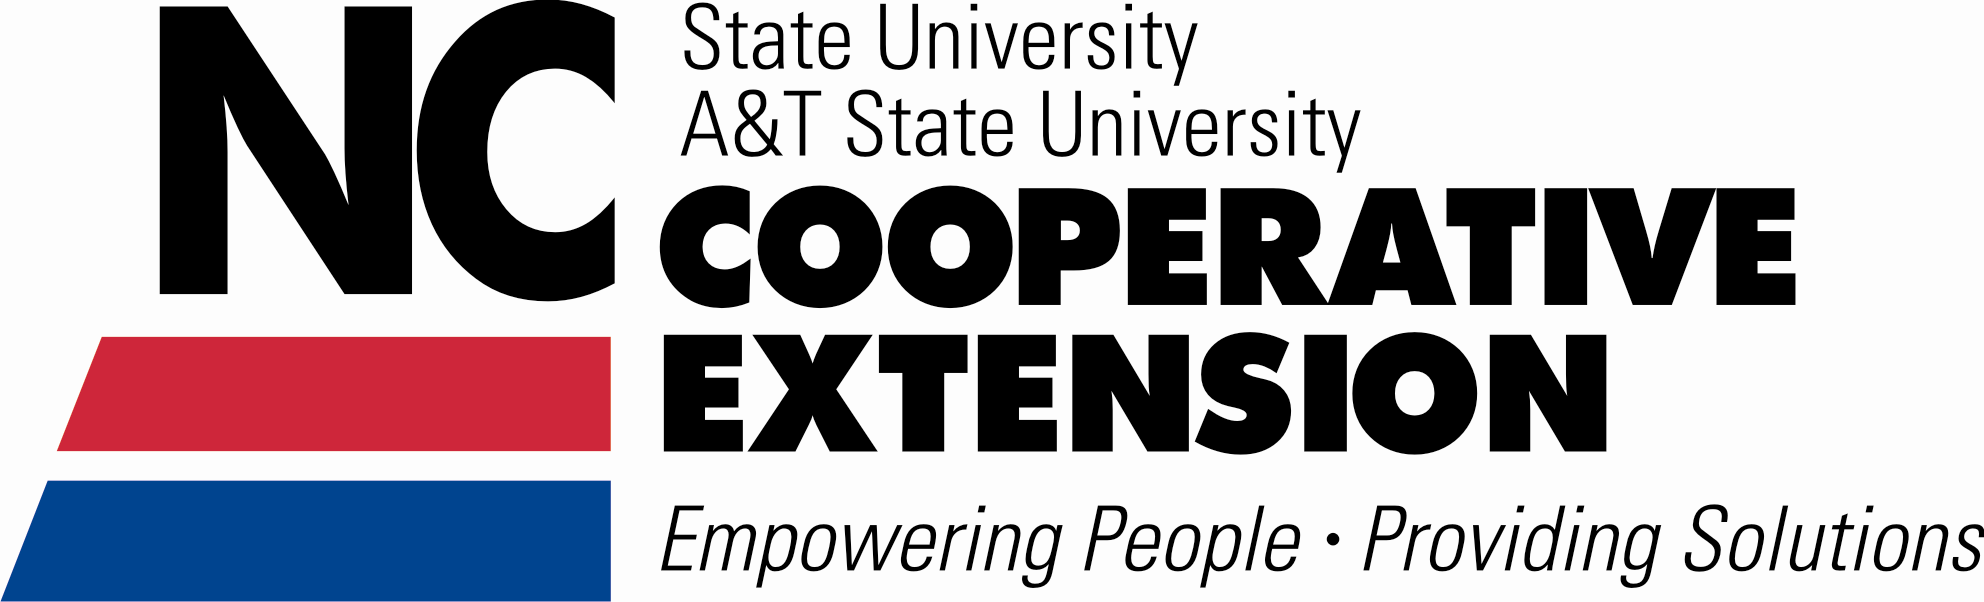 NC
State University
A&T State University
COOPERATIVE
EXTENSION
Empowering People • Providing Solutions